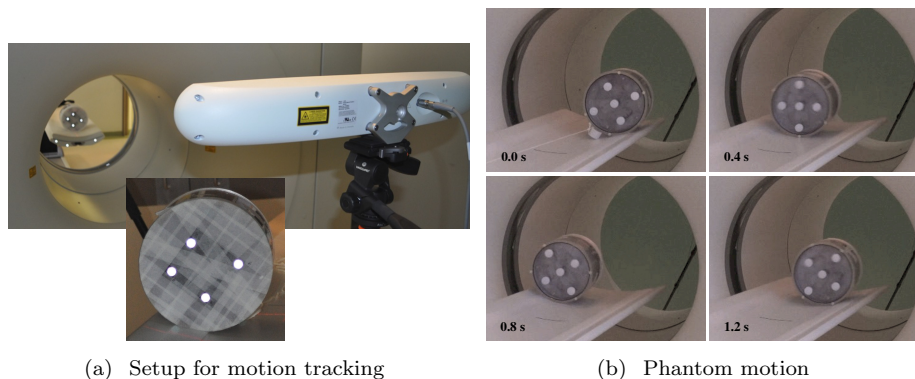 0.0 s
0.4 s
0.8 s
1.2 s
(a) Setup for motion tracking
(b) Phantom motion